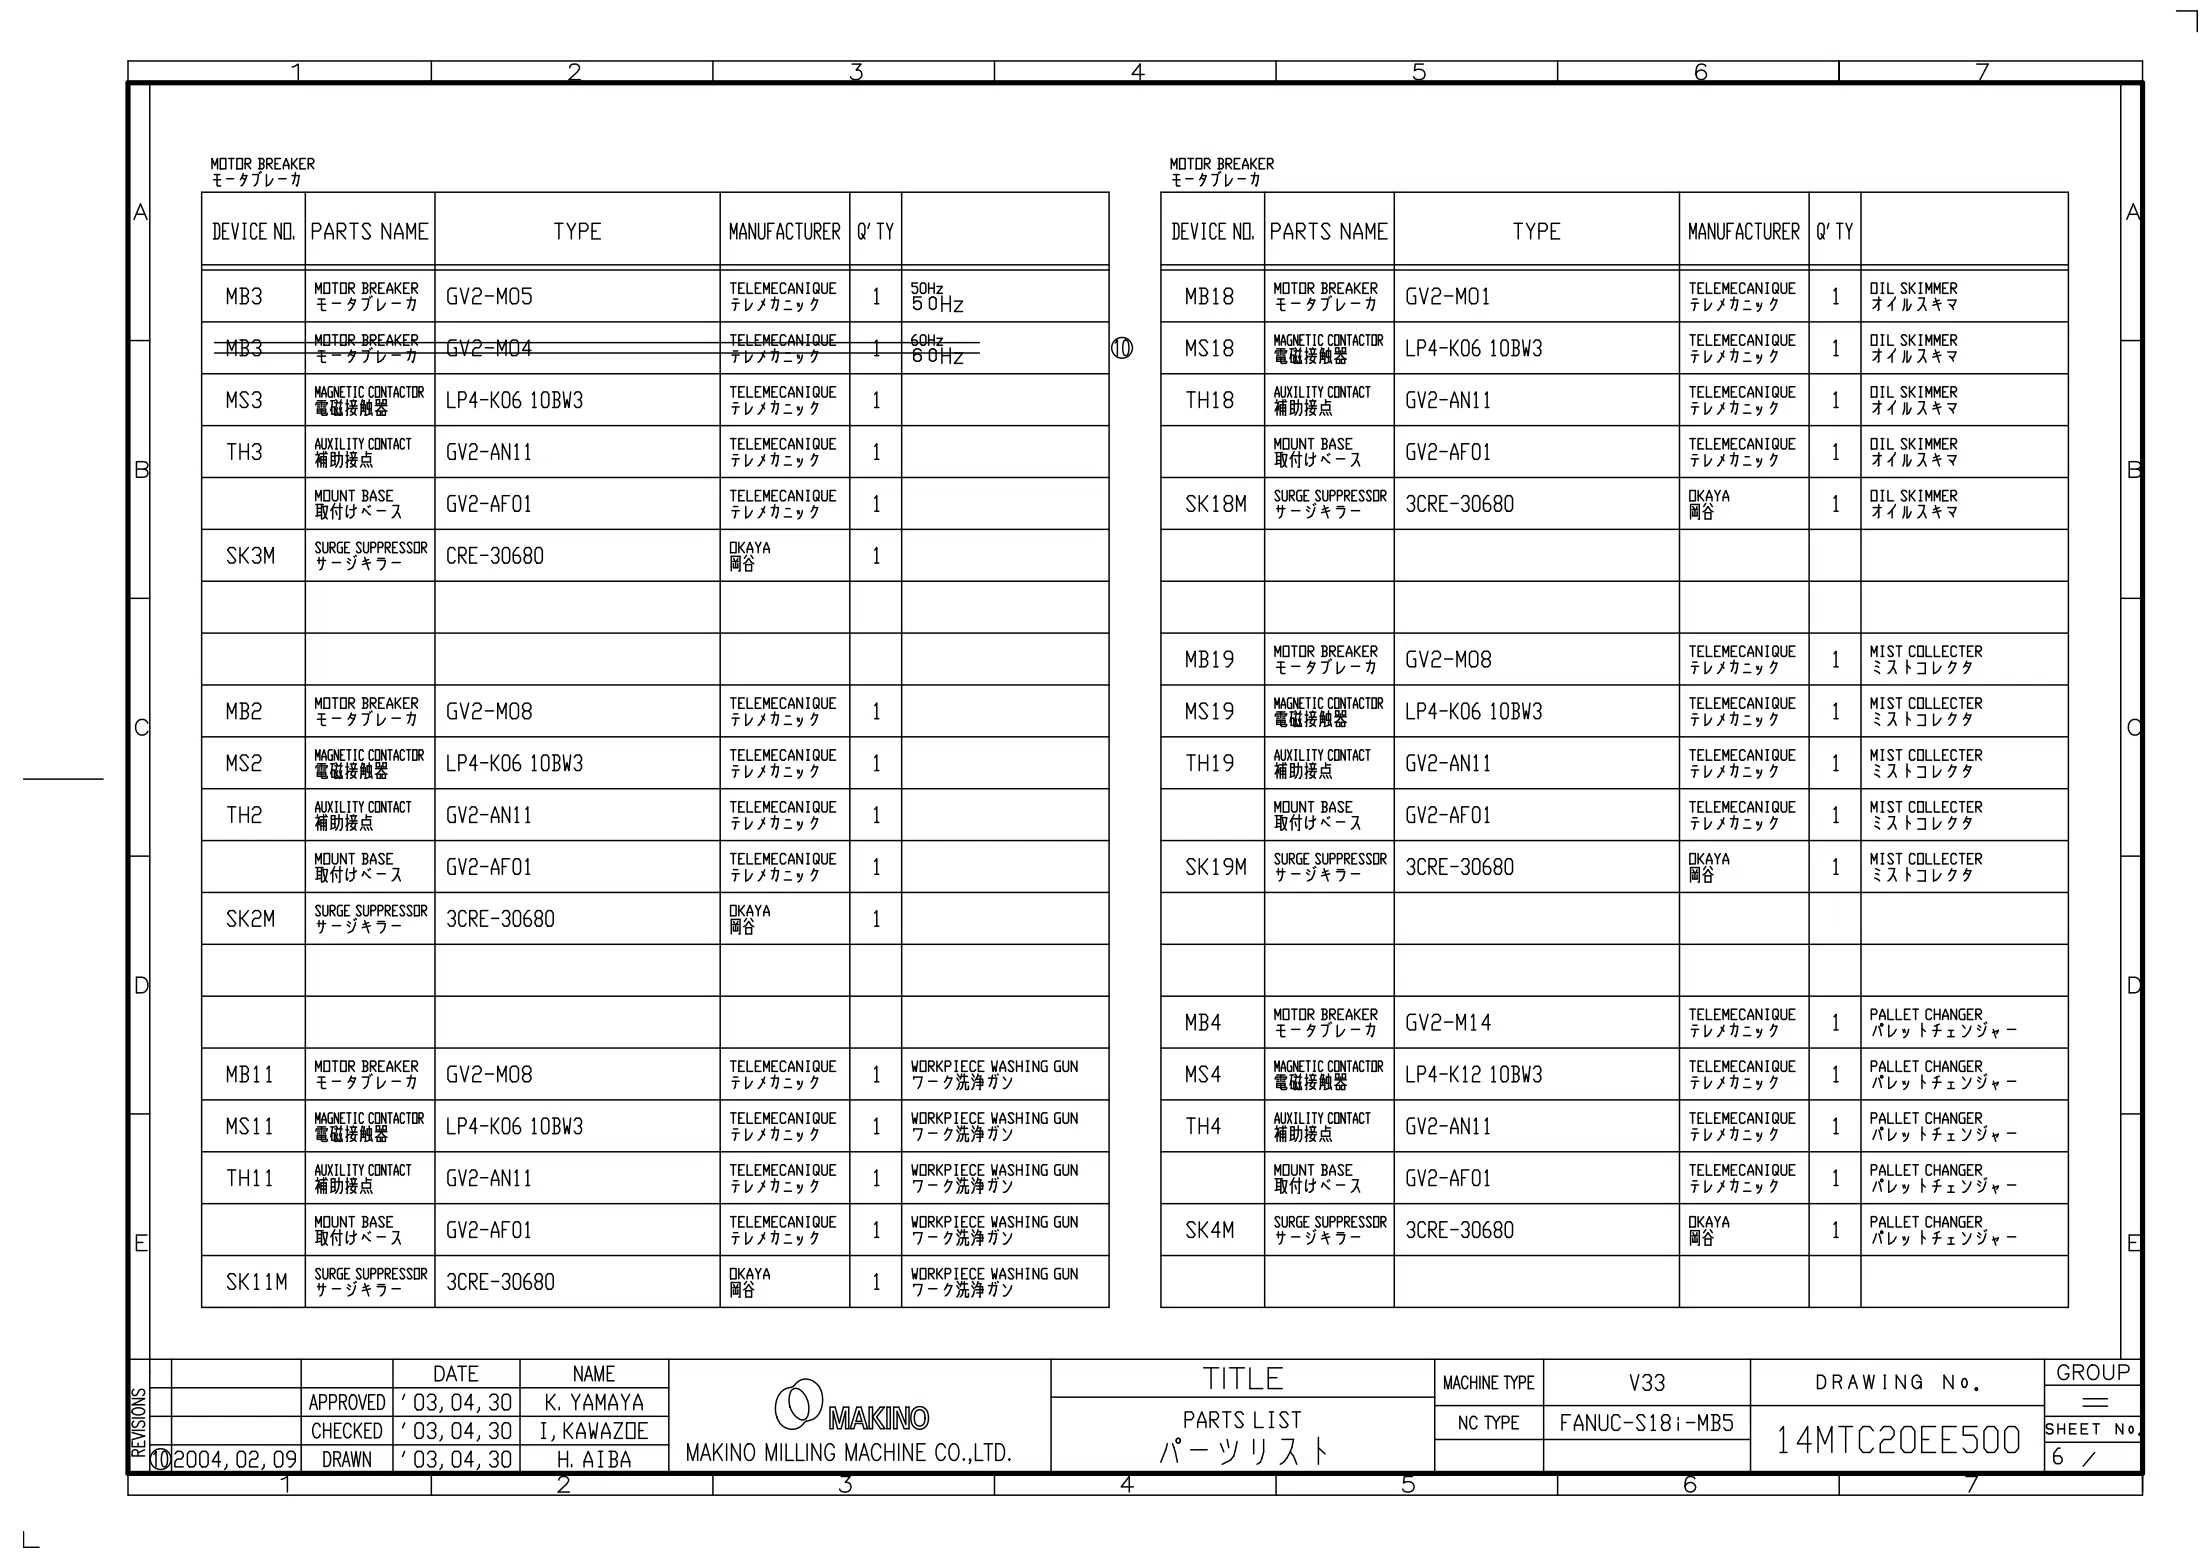 1 2 3 4 5 6 7
MOTOR BREAKER
モータブレーカ
DEVICE NO. PARTS NAME TYPE MANUFACTURER Q'TY
MB3 MOTOR BREAKER GV2-M05 TELEMECANIQUE 1 50Hz
モータブレーカ テレメカニック 50Hz
MB3 MOTOR BREAKER GV2-M04 TELEMECANIQUE 1 60Hz
モータブレーカ テレメカニック 60Hz
MS3 MAGNETIC CONTACTOR LP4-K06 10BW3 TELEMECANIQUE 1
電磁接触器 テレメカニック
TH3 AUXILITY CONTACT GV2-AN11 TELEMECANIQUE 1
補助接点 テレメカニック
MOUNT BASE GV2-AF01 TELEMECANIQUE 1
取付けベース テレメカニック
SK3M SURGE SUPPRESSOR CRE-30680 OKAYA 1
サージキラー 岡谷
MB2 MOTOR BREAKER GV2-M08 TELEMECANIQUE 1
モータブレーカ テレメカニック
MS2 MAGNETIC CONTACTOR LP4-K06 10BW3 TELEMECANIQUE 1
電磁接触器 テレメカニック
TH2 AUXILITY CONTACT GV2-AN11 TELEMECANIQUE 1
補助接点 テレメカニック
MOUNT BASE GV2-AF01 TELEMECANIQUE 1
取付けベース テレメカニック
SK2M SURGE SUPPRESSOR 3CRE-30680 OKAYA 1
サージキラー 岡谷
MB11 MOTOR BREAKER GV2-M08 TELEMECANIQUE 1 WORKPIECE WASHING GUN
モータブレーカ テレメカニック ワーク洗浄ガン
MS11 MAGNETIC CONTACTOR LP4-K06 10BW3 TELEMECANIQUE 1 WORKPIECE WASHING GUN
電磁接触器 テレメカニック ワーク洗浄ガン
TH11 AUXILITY CONTACT GV2-AN11 TELEMECANIQUE 1 WORKPIECE WASHING GUN
補助接点 テレメカニック ワーク洗浄ガン
MOUNT BASE GV2-AF01 TELEMECANIQUE 1 WORKPIECE WASHING GUN
取付けベース テレメカニック ワーク洗浄ガン
SK11M SURGE SUPPRESSOR 3CRE-30680 OKAYA 1 WORKPIECE WASHING GUN
サージキラー 岡谷 ワーク洗浄ガン
MOTOR BREAKER
モータブレーカ
DEVICE NO. PARTS NAME TYPE MANUFACTURER Q'TY
MB18 MOTOR BREAKER GV2-M01 TELEMECANIQUE 1 OIL SKIMMER
モータブレーカ テレメカニック オイルスキマ
⑩ MS18 MAGNETIC CONTACTOR LP4-K06 10BW3 TELEMECANIQUE 1 OIL SKIMMER
電磁接触器 テレメカニック オイルスキマ
TH18 AUXILITY CONTACT GV2-AN11 TELEMECANIQUE 1 OIL SKIMMER
補助接点 テレメカニック オイルスキマ
MOUNT BASE GV2-AF01 TELEMECANIQUE 1 OIL SKIMMER
取付けベース テレメカニック オイルスキマ
SK18M SURGE SUPPRESSOR 3CRE-30680 OKAYA 1 OIL SKIMMER
サージキラー 岡谷 オイルスキマ
MB19 MOTOR BREAKER GV2-M08 TELEMECANIQUE 1 MIST COLLECTER
モータブレーカ テレメカニック ミストコレクタ
MS19 MAGNETIC CONTACTOR LP4-K06 10BW3 TELEMECANIQUE 1 MIST COLLECTER
電磁接触器 テレメカニック ミストコレクタ
TH19 AUXILITY CONTACT GV2-AN11 TELEMECANIQUE 1 MIST COLLECTER
補助接点 テレメカニック ミストコレクタ
MOUNT BASE GV2-AF01 TELEMECANIQUE 1 MIST COLLECTER
取付けベース テレメカニック ミストコレクタ
SK19M SURGE SUPPRESSOR 3CRE-30680 OKAYA 1 MIST COLLECTER
サージキラー 岡谷 ミストコレクタ
MB4 MOTOR BREAKER GV2-M14 TELEMECANIQUE 1 PALLET CHANGER
モータブレーカ テレメカニック パレットチェンジャー
MS4 MAGNETIC CONTACTOR LP4-K12 10BW3 TELEMECANIQUE 1 PALLET CHANGER
電磁接触器 テレメカニック パレットチェンジャー
TH4 AUXILITY CONTACT GV2-AN11 TELEMECANIQUE 1 PALLET CHANGER
補助接点 テレメカニック パレットチェンジャー
MOUNT BASE GV2-AF01 TELEMECANIQUE 1 PALLET CHANGER
取付けベース テレメカニック パレットチェンジャー
SK4M SURGE SUPPRESSOR 3CRE-30680 OKAYA 1 PALLET CHANGER
サージキラー 岡谷 パレットチェンジャー
A A
B B
C C
D D
E E
REVISIONS
⑩ 2004,02,09
DATE NAME
APPROVED '03,04,30 K. YAMAYA
CHECKED '03,04,30 I,KAWAZOE
DRAWN '03,04,30 H. AIBA
MAKINO
MAKINO MILLING MACHINE CO.,LTD.
TITLE
PARTS LIST
パーツリスト
MACHINE TYPE V33
NC TYPE FANUC-S18i-MB5
DRAWING No.
14MTC20EE500
GROUP
=
SHEET No.
6 /
1 2 3 4 5 6 7